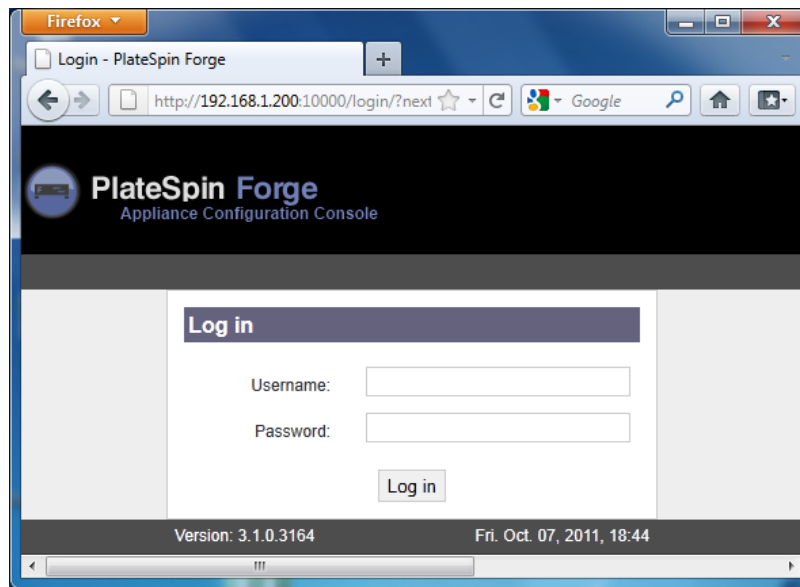 Firefox
Login - PlateSpin Forge
http://192.168.1.200:10000/login/?next
Google
PlateSpin Forge
Appliance Configuration Console
Log in
Username:
Password:
Log in
Version: 3.1.0.3164 Fri. Oct. 07, 2011, 18:44